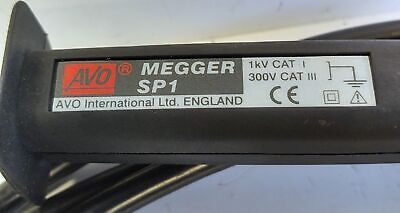 AVO® MEGGER
SP1
AVO International Ltd. ENGLAND
1kV CAT I
300V CAT III
CE